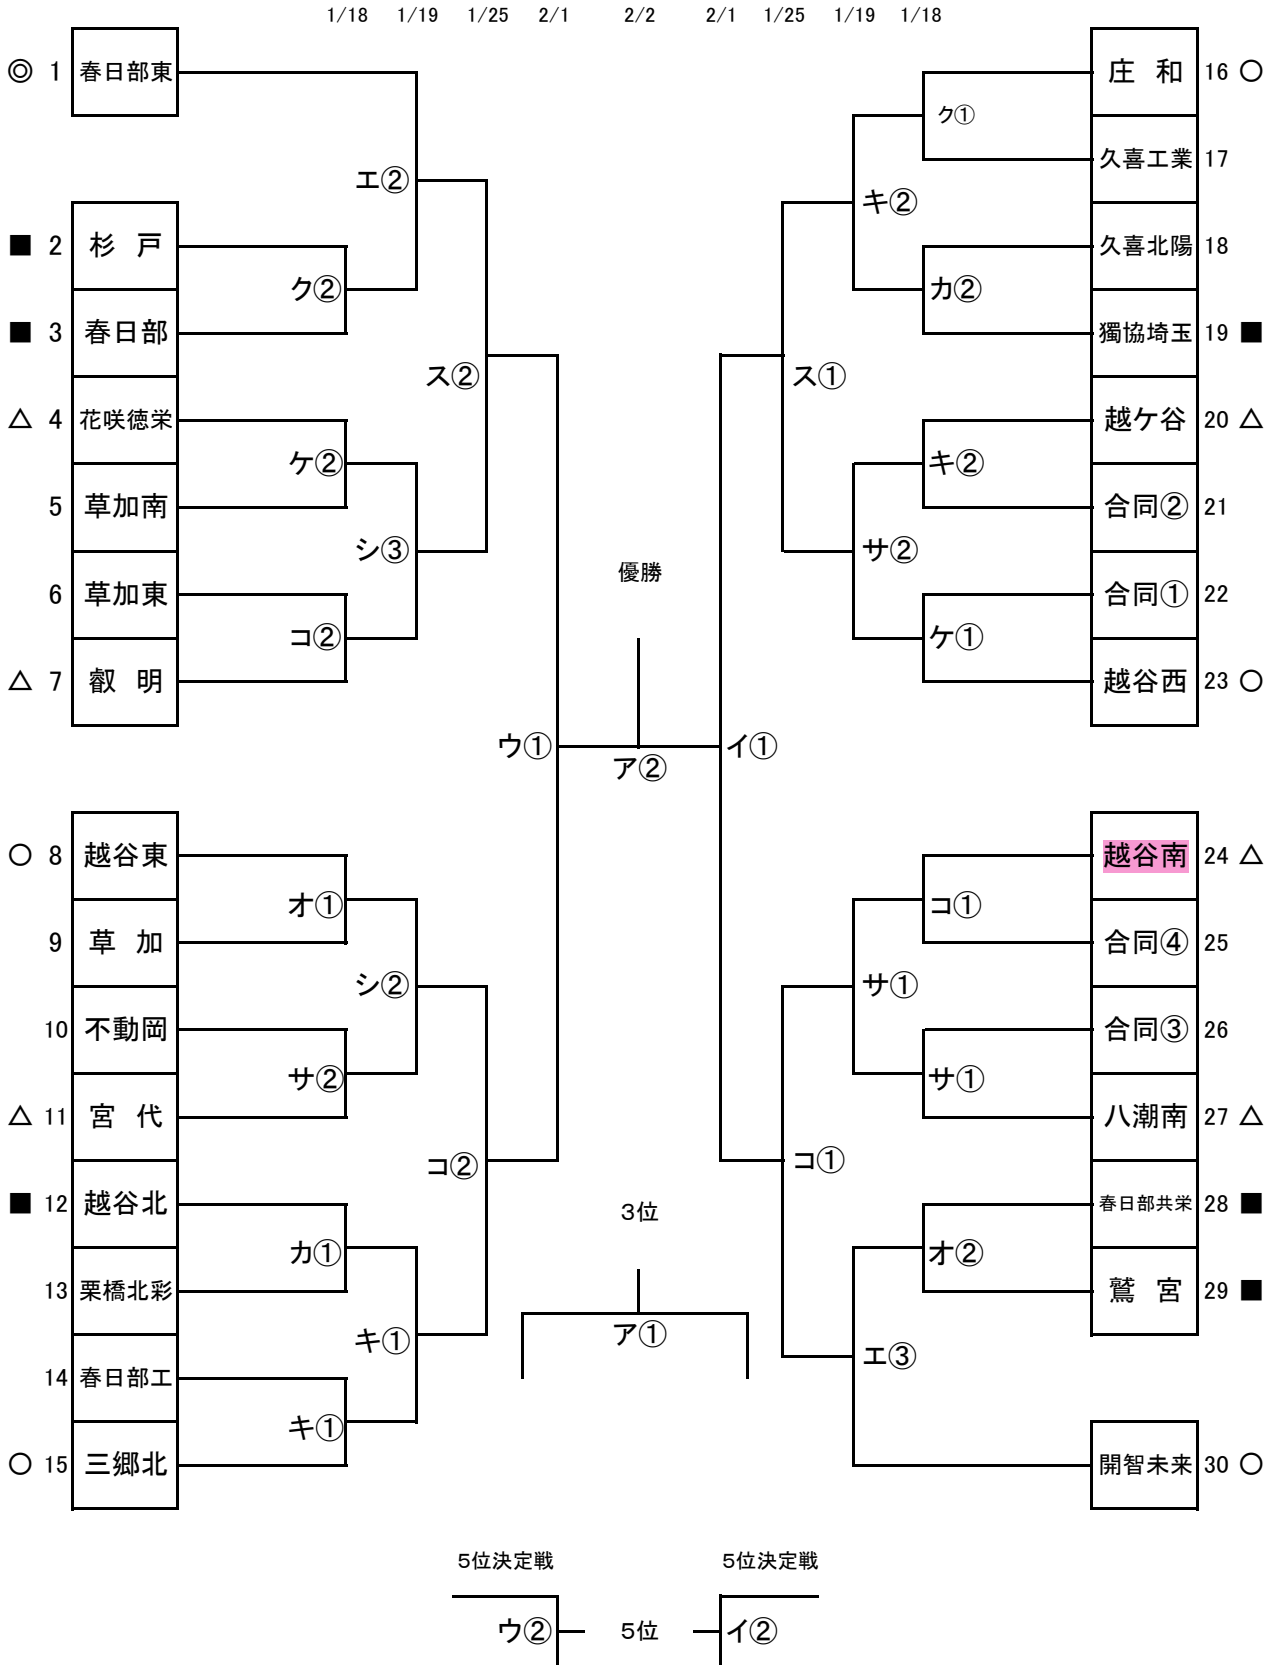 1/18 1/19 1/25 2/1 2/2 2/1 1/25 1/19 1/18
◎ 1 春日部東
庄 和 16 ○
ク①
久喜工業 17
エ②
キ②
■ 2 杉 戸
久喜北陽 18
ク②
カ②
■ 3 春日部
獨協埼玉 19 ■
ス②
ス①
△ 4 花咲徳栄
越ケ谷 20 △
ケ②
キ②
5 草加南
合同② 21
シ③
サ②
優勝
6 草加東
合同① 22
コ②
ケ①
△ 7 叡 明
越谷西 23 ○
ウ①
ア②
イ①
○ 8 越谷東
越谷南 24 △
オ①
コ①
9 草 加
合同④ 25
シ②
サ①
10 不動岡
合同③ 26
サ②
サ①
△ 11 宮 代
八潮南 27 △
コ②
コ①
■ 12 越谷北
3位
春日部共栄 28 ■
カ①
オ②
13 栗橋北彩
鷲 宮 29 ■
キ①
ア①
エ③
14 春日部工
キ①
○ 15 三郷北
開智未来 30 ○
5位決定戦 5位決定戦
ウ② 5位 イ②